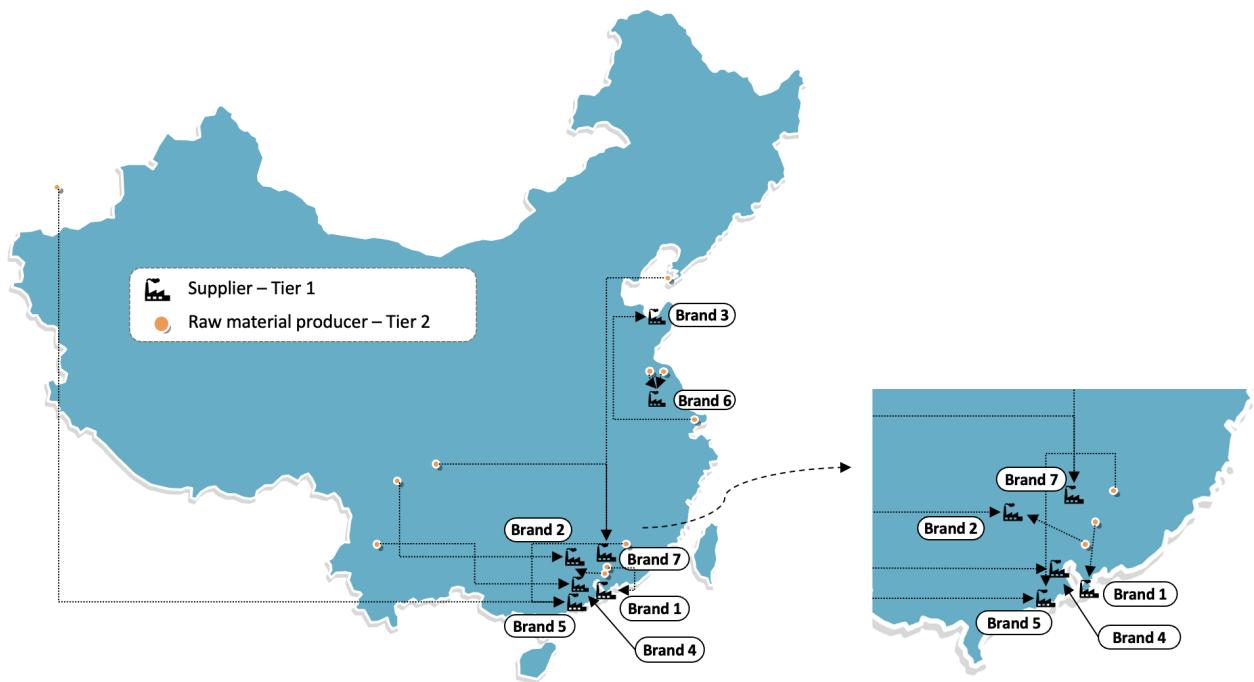 Supplier – Tier 1
Raw material producer – Tier 2
Brand 3
Brand 6
Brand 2
Brand 7
Brand 1
Brand 5
Brand 4
Brand 7
Brand 2
Brand 1
Brand 5
Brand 4